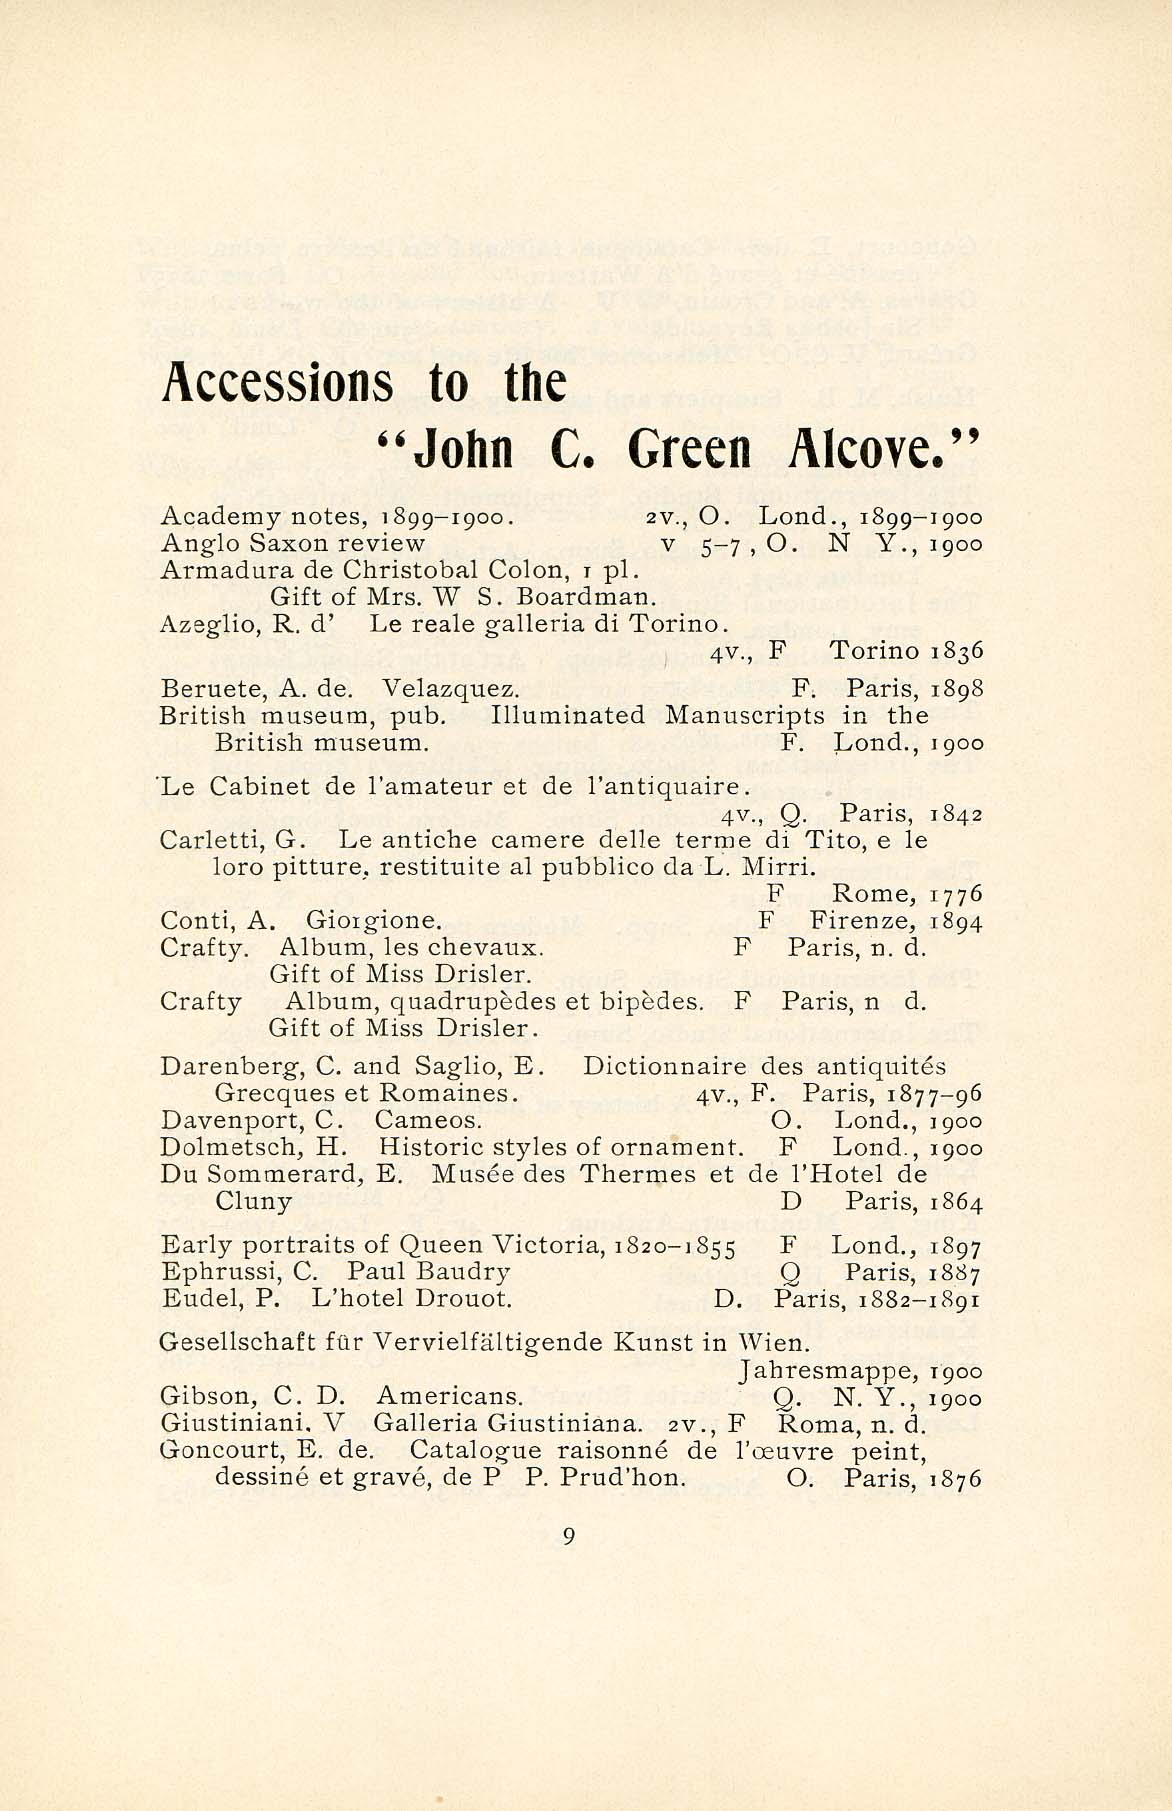 Accessions to the
“John C. Green Alcove.”
Academy notes, 1899–1900. 2v., O. Lond., 1899–1900
Anglo Saxon review v 5–7, O. N Y., 1900
Armadura de Christobal Colon, 1 pl.
Gift of Mrs. W S. Boardman.
Azeglio, R. d’ Le reale galleria di Torino.
4v., F Torino 1836
Beruete, A. de. Velazquez. F. Paris, 1898
British museum, pub. Illuminated Manuscripts in the
British museum. F. Lond., 1900
Le Cabinet de l’amateur et de l’antiquaire.
4v., Q. Paris, 1842
Carletti, G. Le antiche camere delle terme di Tito, e le
loro pitture, restituite al pubblico da L. Mirri.
F Rome, 1776
Conti, A. Giorgione. F Firenze, 1894
Crafty. Album, les chevaux. F Paris, n. d.
Gift of Miss Drisler.
Crafty Album, quadrupèdes et bipèdes. F Paris, n d.
Gift of Miss Drisler.
Darenberg, C. and Saglio, E. Dictionnaire des antiquités
Grecques et Romaines. 4v., F. Paris, 1877–96
Davenport, C. Cameos. O. Lond., 1900
Dolmetsch, H. Historic styles of ornament. F Lond., 1900
Du Sommerard, E. Musée des Thermes et de l’Hotel de
Cluny D Paris, 1864
Early portraits of Queen Victoria, 1820–1855 F Lond., 1897
Ephrussi, C. Paul Baudry Q Paris, 1887
Eudel, P. L’hotel Drouot. D. Paris, 1882–1891
Gesellschaft für Vervielfältigende Kunst in Wien.
Jahresmappe, 1900
Gibson, C. D. Americans. Q. N. Y., 1900
Giustiniani, V Galleria Giustiniana. 2v., F Roma, n. d.
Goncourt, E. de. Catalogue raisonné de l’œuvre peint,
dessiné et gravé, de P P. Prud’hon. O. Paris, 1876
9